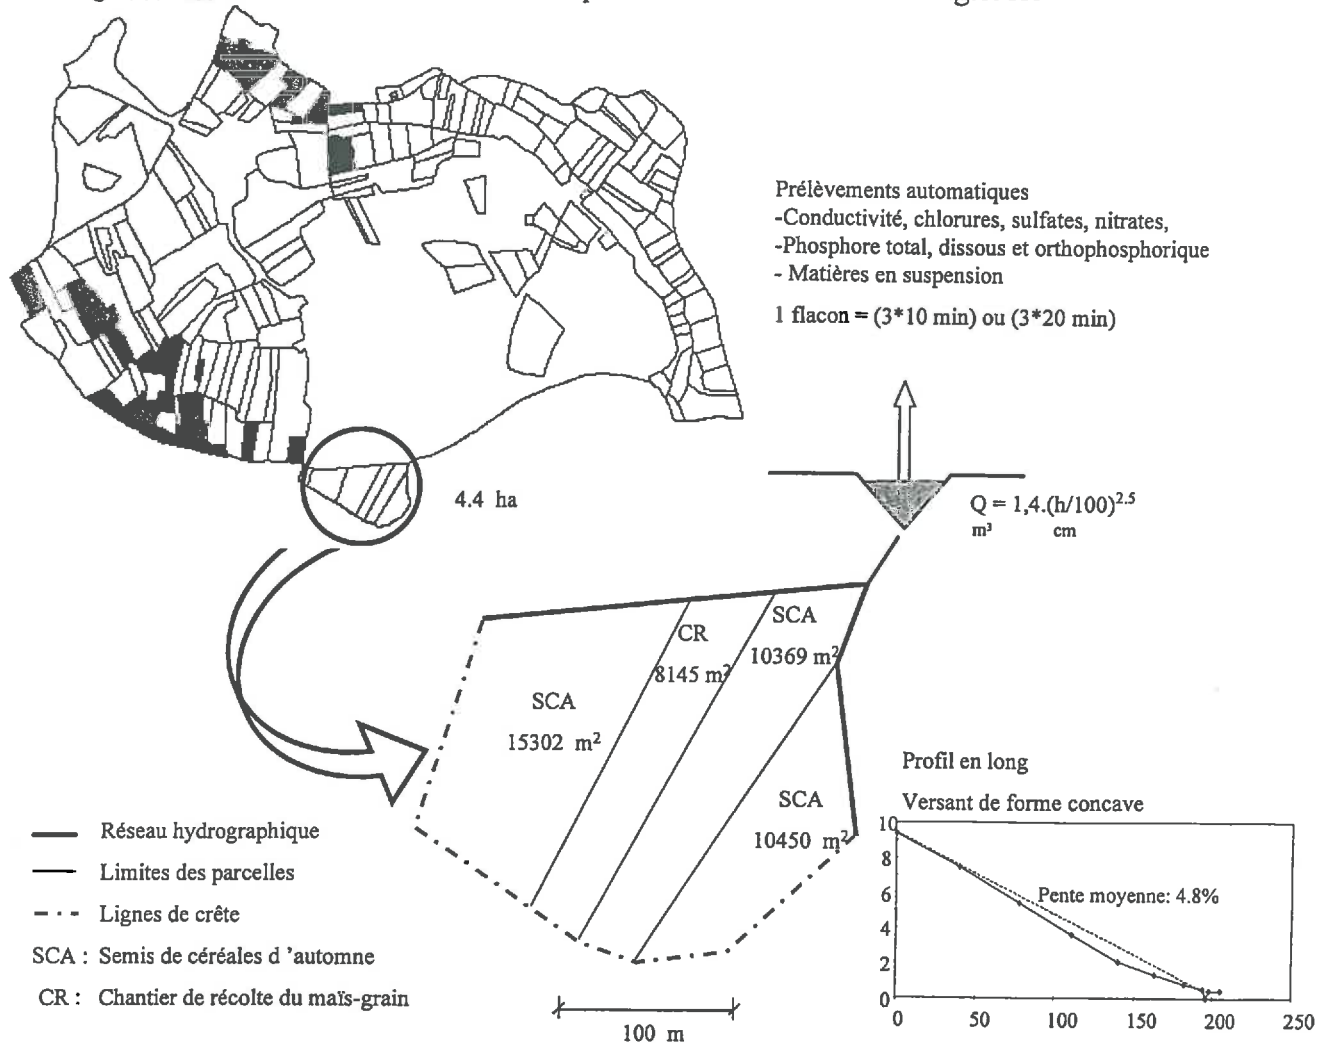 Prélèvements automatiques
-Conductivité, chlorures, sulfates, nitrates,
-Phosphore total, dissous et orthophosphorique
- Matières en suspension
1 flacon = (3*10 min) ou (3*20 min)
4.4 ha
Q = 1,4.(h/100)^2.5
m³ cm
SCA
CR
10369 m²
8145 m²
SCA
15302 m²
SCA
10450 m²
Profil en long
Versant de forme concave
10
8
6
4
2
0
Pente moyenne: 4.8%
0 50 100 150 200 250
Réseau hydrographique
Limites des parcelles
Lignes de crête
SCA : Semis de céréales d 'automne
CR : Chantier de récolte du maïs-grain
100 m